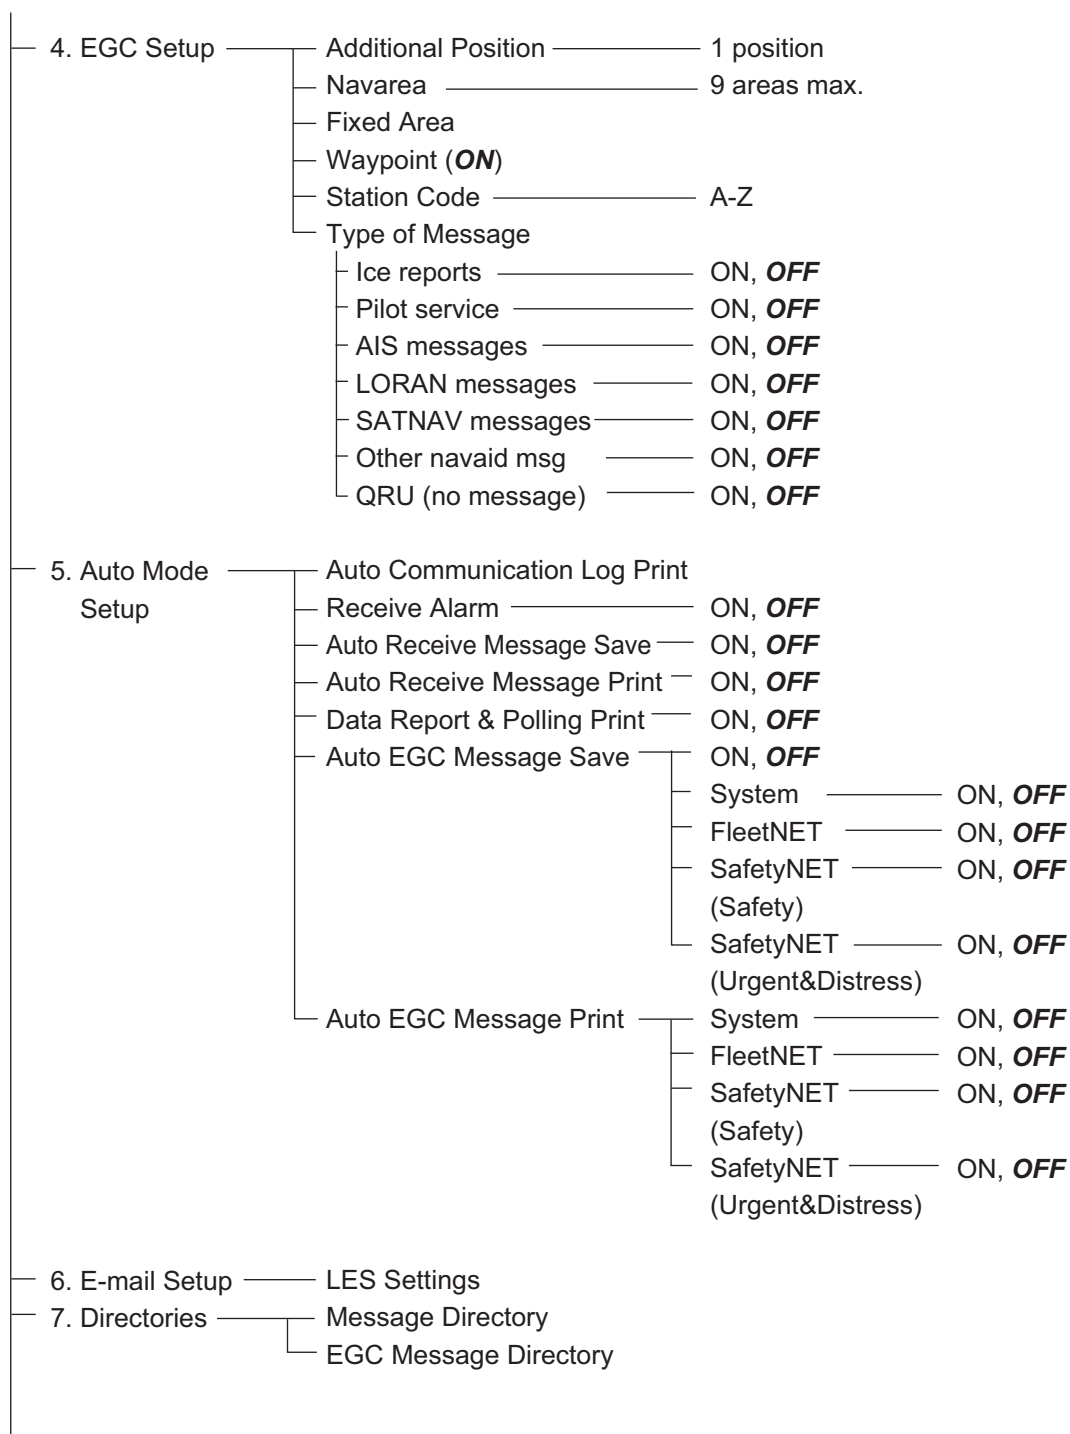 4. EGC Setup Additional Position 1 position
Navarea 9 areas max.
Fixed Area
Waypoint (ON)
Station Code A-Z
Type of Message
Ice reports ON, OFF
Pilot service ON, OFF
AIS messages ON, OFF
LORAN messages ON, OFF
SATNAV messages ON, OFF
Other navaid msg ON, OFF
QRU (no message) ON, OFF
5. Auto Mode Auto Communication Log Print
Setup Receive Alarm ON, OFF
Auto Receive Message Save ON, OFF
Auto Receive Message Print ON, OFF
Data Report & Polling Print ON, OFF
Auto EGC Message Save ON, OFF
System ON, OFF
FleetNET ON, OFF
SafetyNET ON, OFF
(Safety)
SafetyNET ON, OFF
(Urgent&Distress)
Auto EGC Message Print System ON, OFF
FleetNET ON, OFF
SafetyNET ON, OFF
(Safety)
SafetyNET ON, OFF
(Urgent&Distress)
6. E-mail Setup LES Settings
7. Directories Message Directory
EGC Message Directory